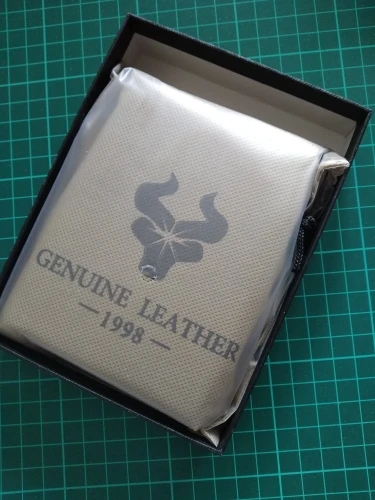 GENUINE LEATHER
— 1998 —